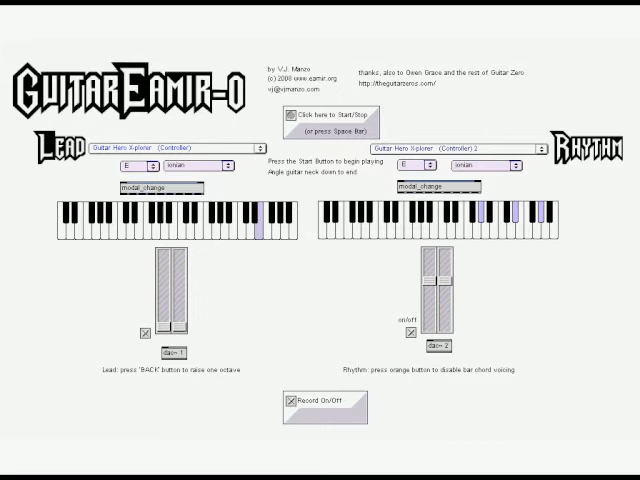 GuitarEamir-o
by V.J. Manzo
(c) 2008 www.eamir.org
vj@vjmanzo.com
thanks, also to Owen Grace and the rest of Guitar Zero
http://theguitarzeros.com/
Click here to Start/Stop
(or press Space Bar)
Lead
Guitar Hero X-plorer (Controller)
Guitar Hero X-plorer (Controller) 2
Rhythm
E
Ionian
Press the Start Button to begin playing
Angle guitar neck down to end
E
Ionian
modal_change
modal_change
on/off
dac~ 1
dac~ 2
Lead: press 'BACK' button to raise one octave
Rhythm: press orange button to disable bar chord voicing
Record On/Off